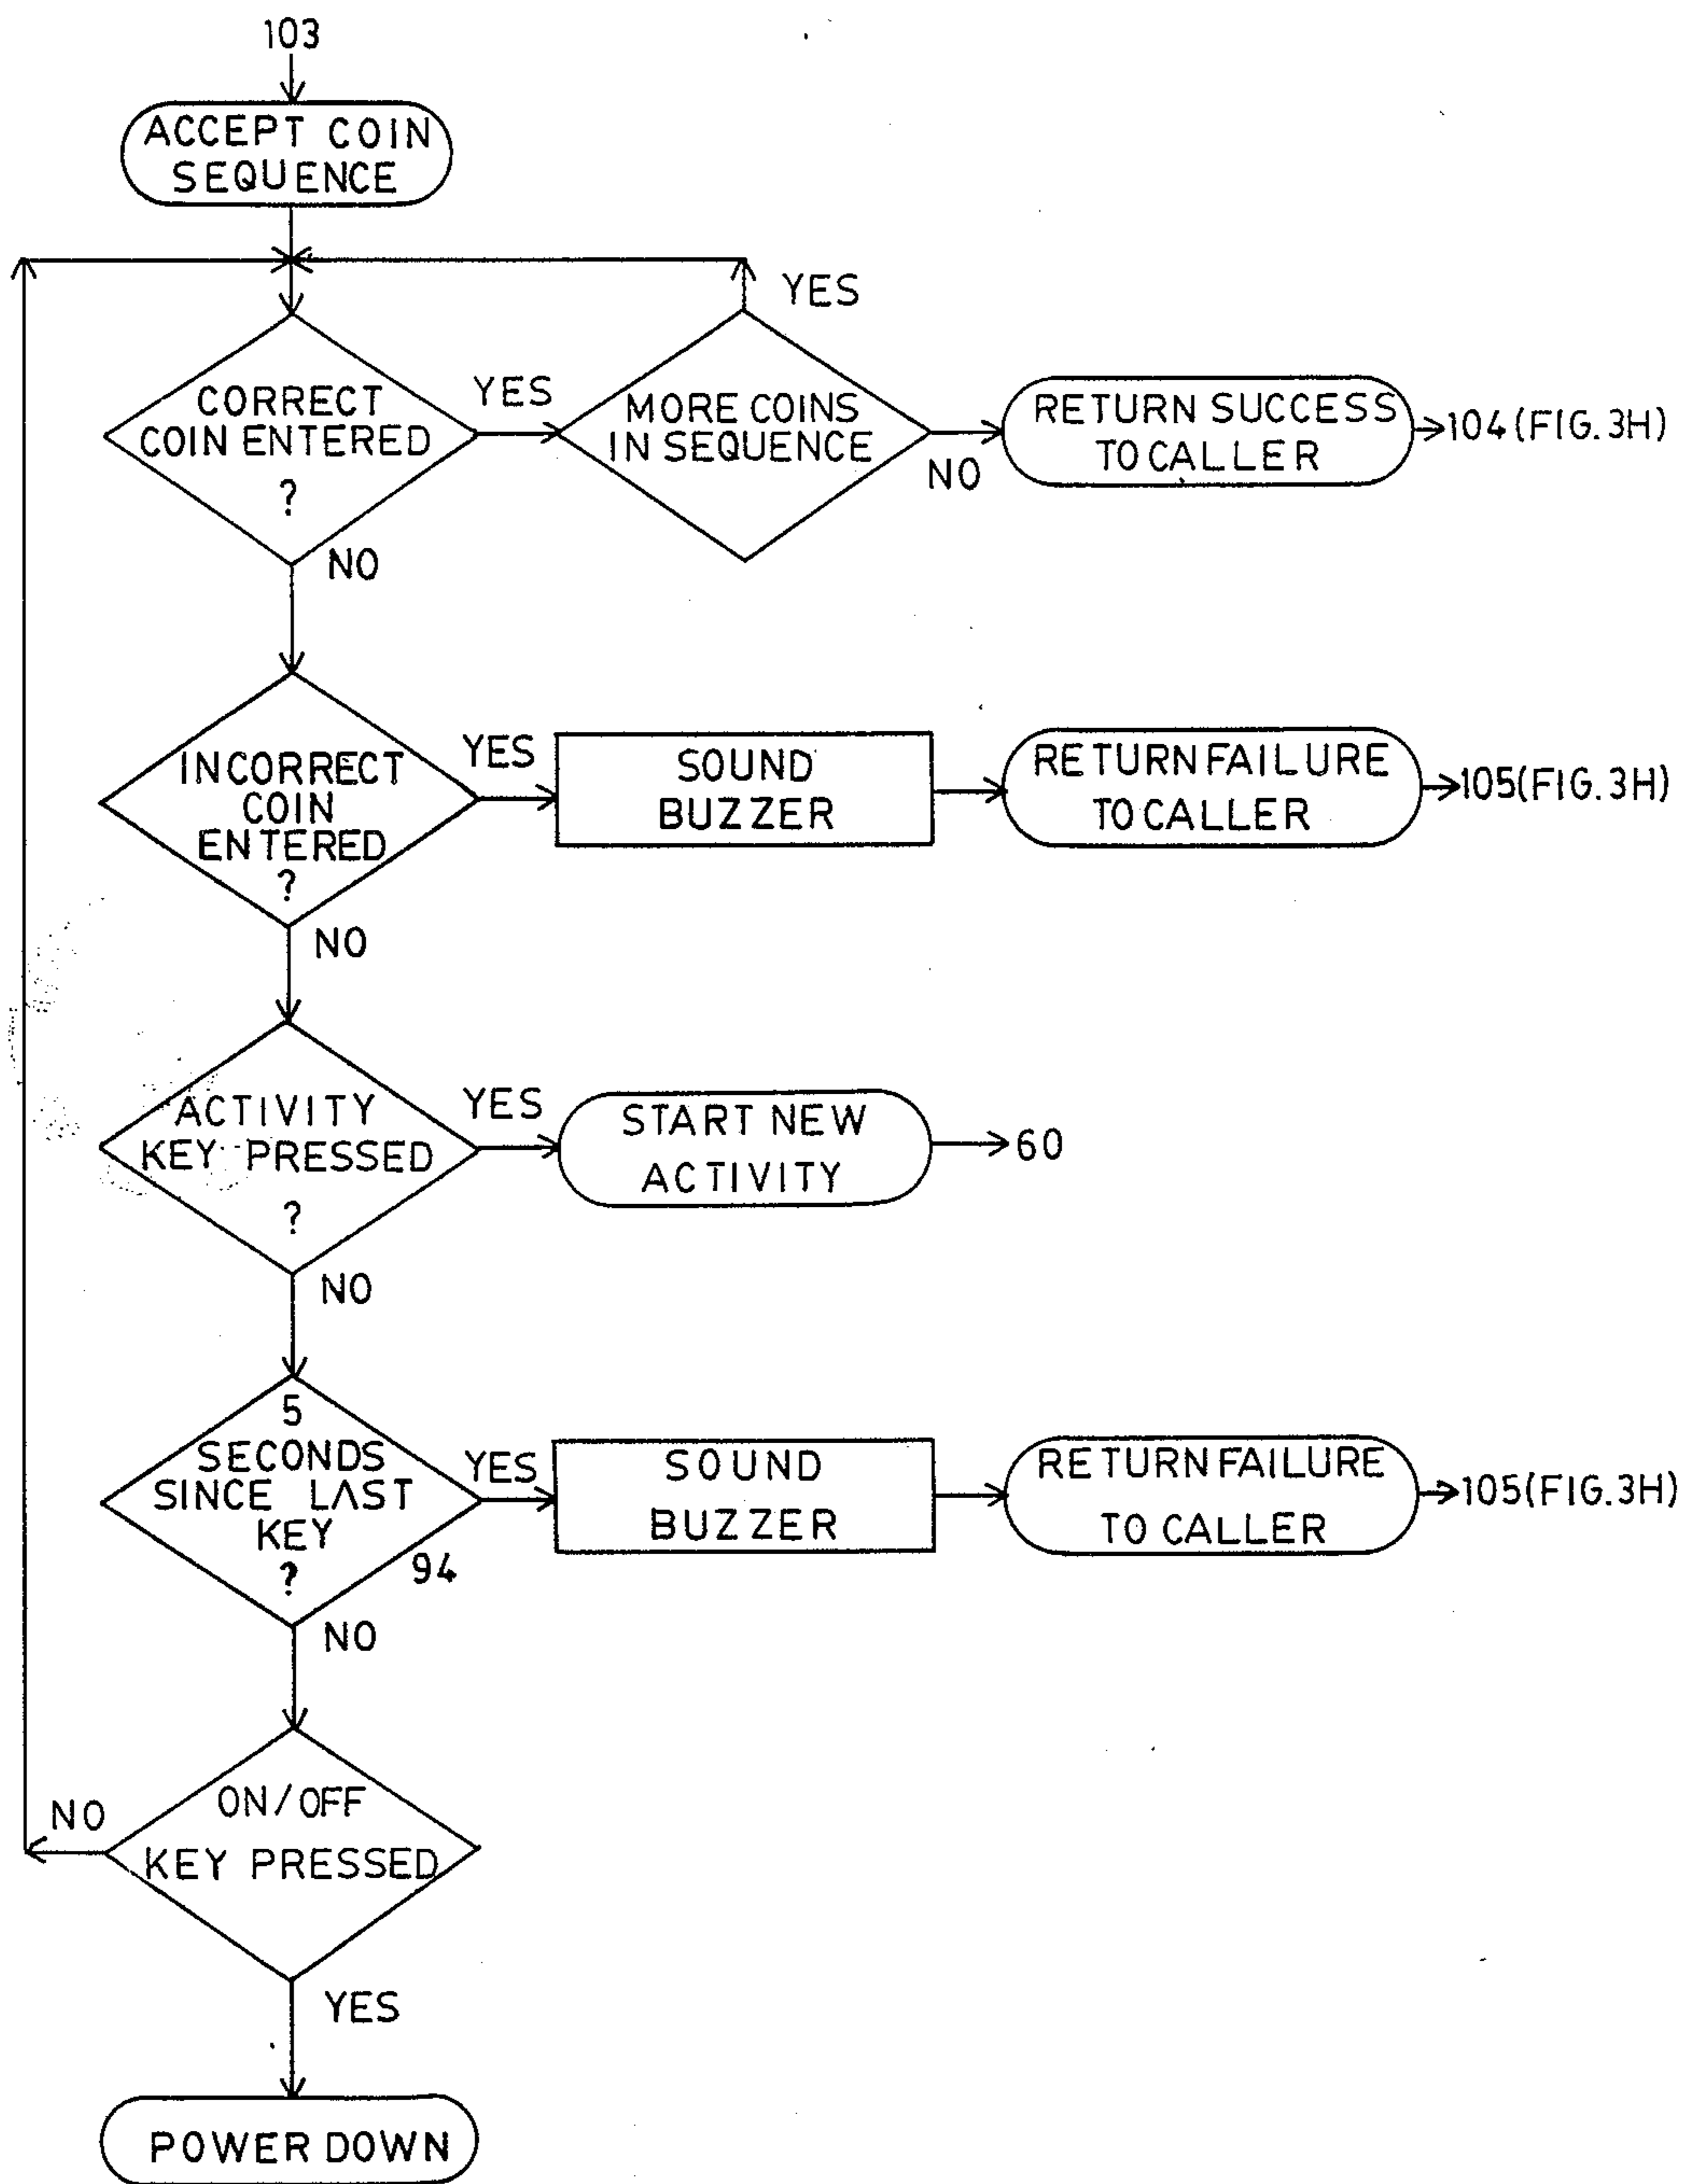 103
ACCEPT COIN
SEQUENCE
YES
CORRECT
COIN ENTERED
?
YES
MORE COINS
IN SEQUENCE
NO
RETURN SUCCESS
TO CALLER
104 (FIG. 3H)
NO
INCORRECT
COIN
ENTERED
?
YES
SOUND
BUZZER
RETURN FAILURE
TO CALLER
105 (FIG. 3H)
NO
ACTIVITY
KEY PRESSED
?
YES
START NEW
ACTIVITY
60
NO
5
SECONDS
SINCE LAST
KEY
?
94
YES
SOUND
BUZZER
RETURN FAILURE
TO CALLER
105 (FIG. 3H)
NO
ON/OFF
KEY PRESSED
NO
YES
POWER DOWN